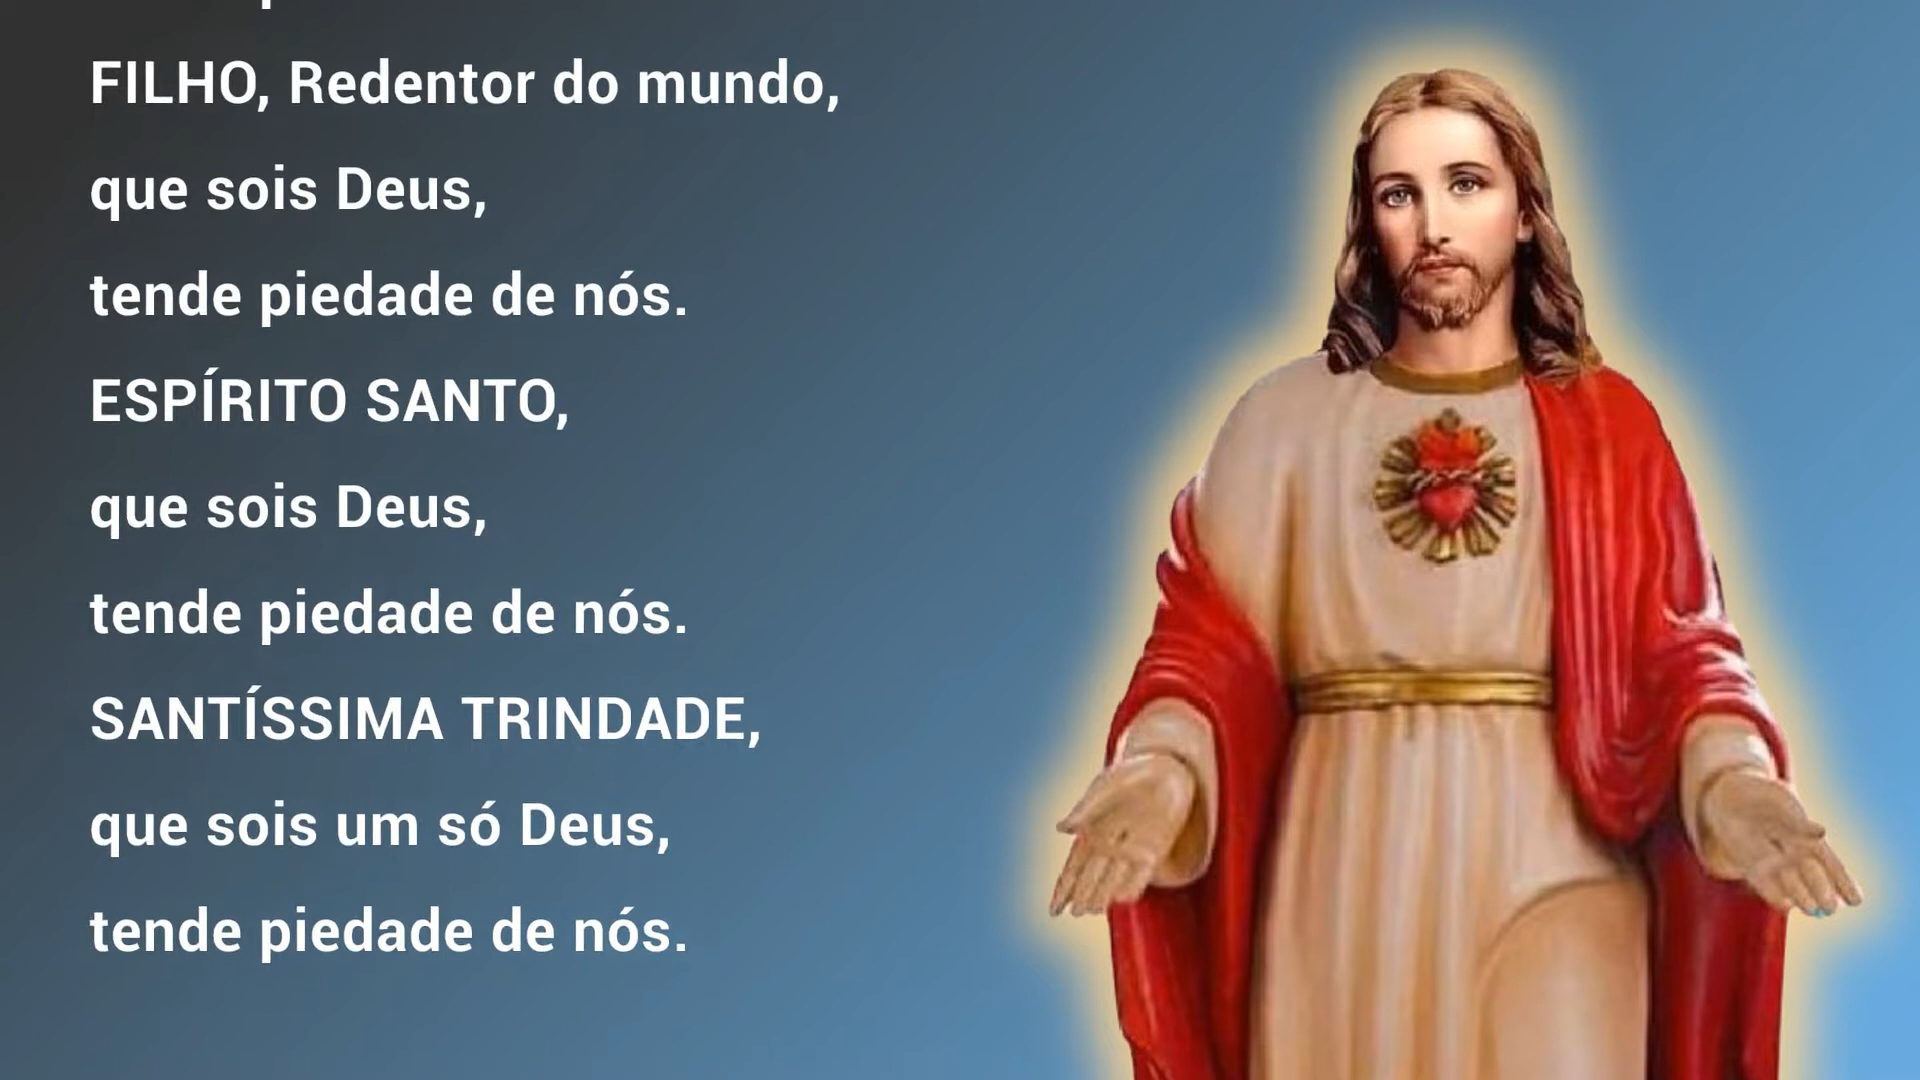 FILHO, Redentor do mundo,
que sois Deus,
tende piedade de nós.
ESPÍRITO SANTO,
que sois Deus,
tende piedade de nós.
SANTÍSSIMA TRINDADE,
que sois um só Deus,
tende piedade de nós.